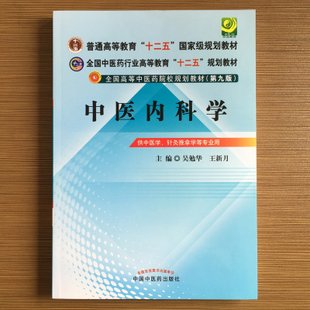 普通高等教育“十二五”国家级规划教材
全国中医药行业高等教育“十二五”规划教材
全国高等中医药院校规划教材（第九版）
中医内科学
供中医学、针灸推拿学等专业用
主 编 吴勉华 王新月
中国中医药出版社